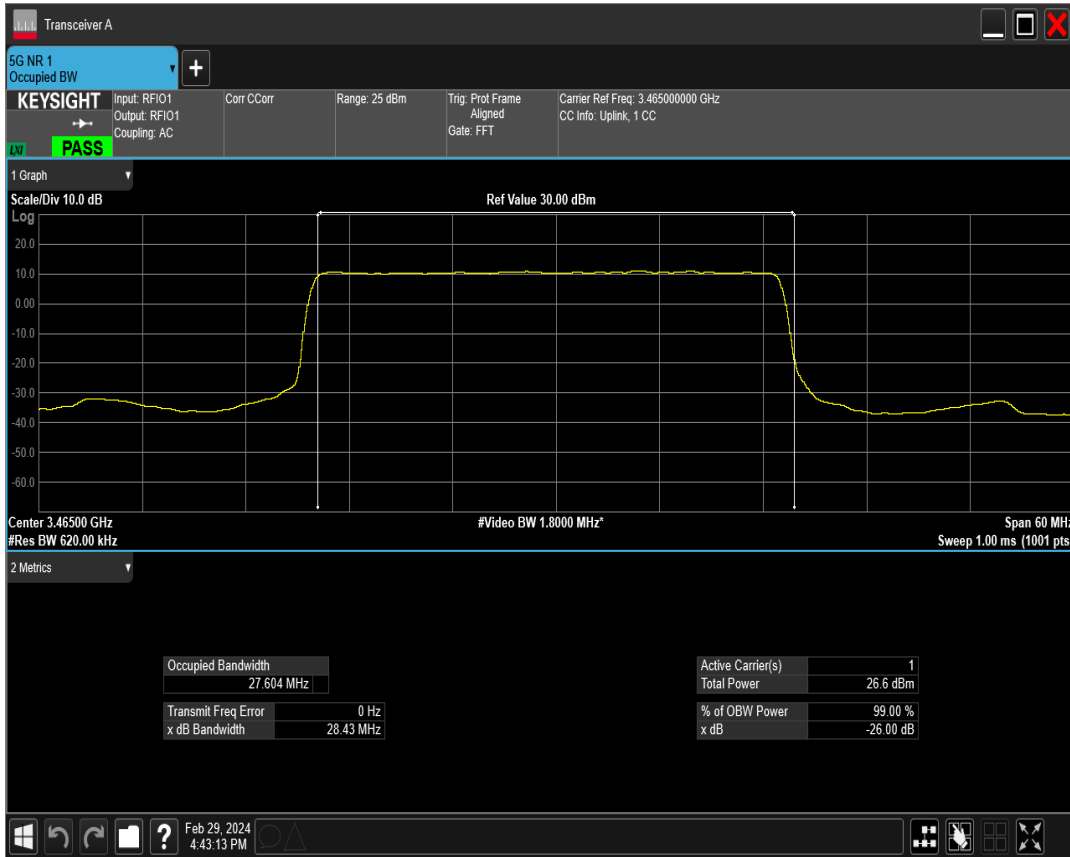 Transceiver A
5G NR 1
Occupied BW
KEYSIGHT
LXI
PASS
Input: RFIO1
Output: RFIO1
Coupling: AC
Corr CCorr
Range: 25 dBm
Trig: Prot Frame
Aligned
Gate: FFT
Carrier Ref Freq: 3.465000000 GHz
CC Info: Uplink, 1 CC
1 Graph
Scale/Div 10.0 dB
Ref Value 30.00 dBm
Log
20.0
10.0
0.00
-10.0
-20.0
-30.0
-40.0
-50.0
-60.0
Center 3.46500 GHz
#Video BW 1.8000 MHz*
Span 60 MHz
#Res BW 620.00 kHz
Sweep 1.00 ms (1001 pts
2 Metrics
Occupied Bandwidth
27.604 MHz
Transmit Freq Error 0 Hz
x dB Bandwidth 28.43 MHz
Active Carrier(s) 1
Total Power 26.6 dBm
% of OBW Power 99.00 %
x dB -26.00 dB
?
Feb 29, 2024
4:43:13 PM